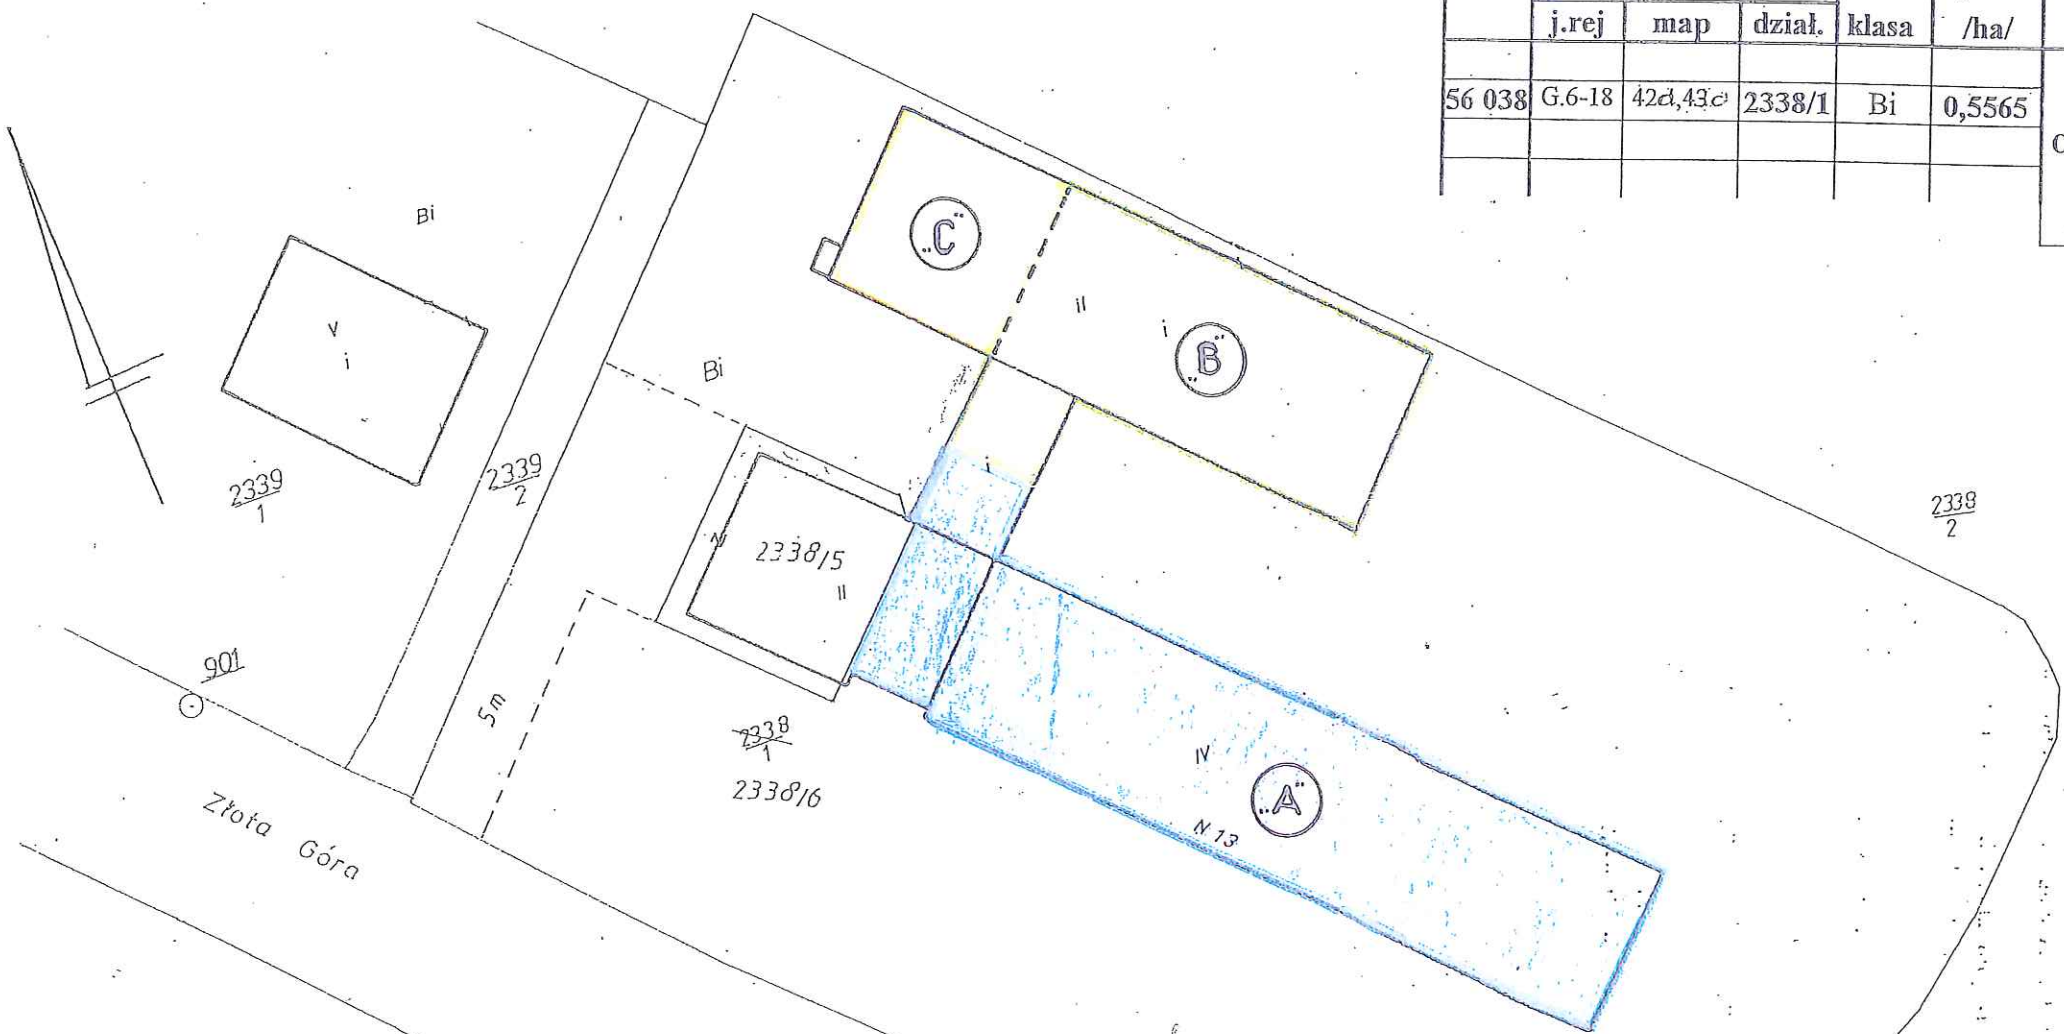 j.rej map dział. klasa /ha/
56 038 G.6-18 42d,43c 2338/1 Bi 0,5565
Bi
„C”
V
i
II
i
„B”
Bi
2339
1
2339
2
2338
2
2338/5
II
901
5m
2338
1
2338/6
IV
„A”
N 13
Złota Góra